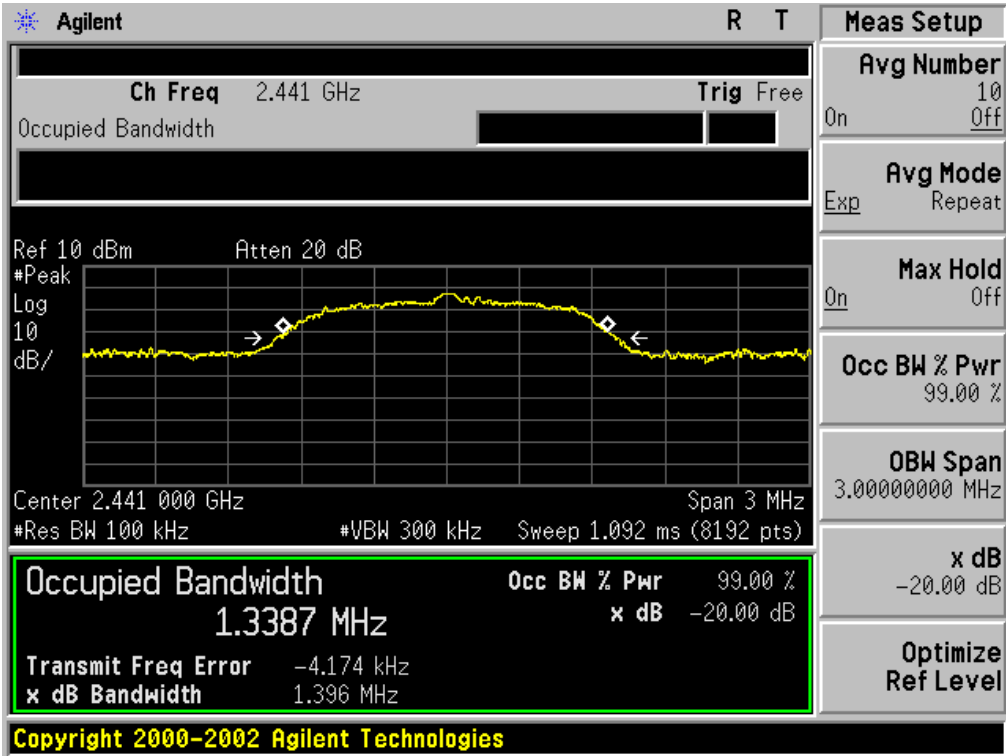 Agilent R T
Ch Freq 2.441 GHz Trig Free
Occupied Bandwidth
Ref 10 dBm Atten 20 dB
#Peak
Log
10
dB/
Center 2.441 000 GHz Span 3 MHz
#Res BW 100 kHz #VBW 300 kHz Sweep 1.092 ms (8192 pts)
Occupied Bandwidth Occ BW % Pwr 99.00 %
1.3387 MHz x dB -20.00 dB
Transmit Freq Error -4.174 kHz
x dB Bandwidth 1.396 MHz
Copyright 2000-2002 Agilent Technologies
Meas Setup
Avg Number
10
On Off
Avg Mode
Exp Repeat
Max Hold
On Off
Occ BW % Pwr
99.00 %
OBW Span
3.00000000 MHz
x dB
-20.00 dB
Optimize
Ref Level